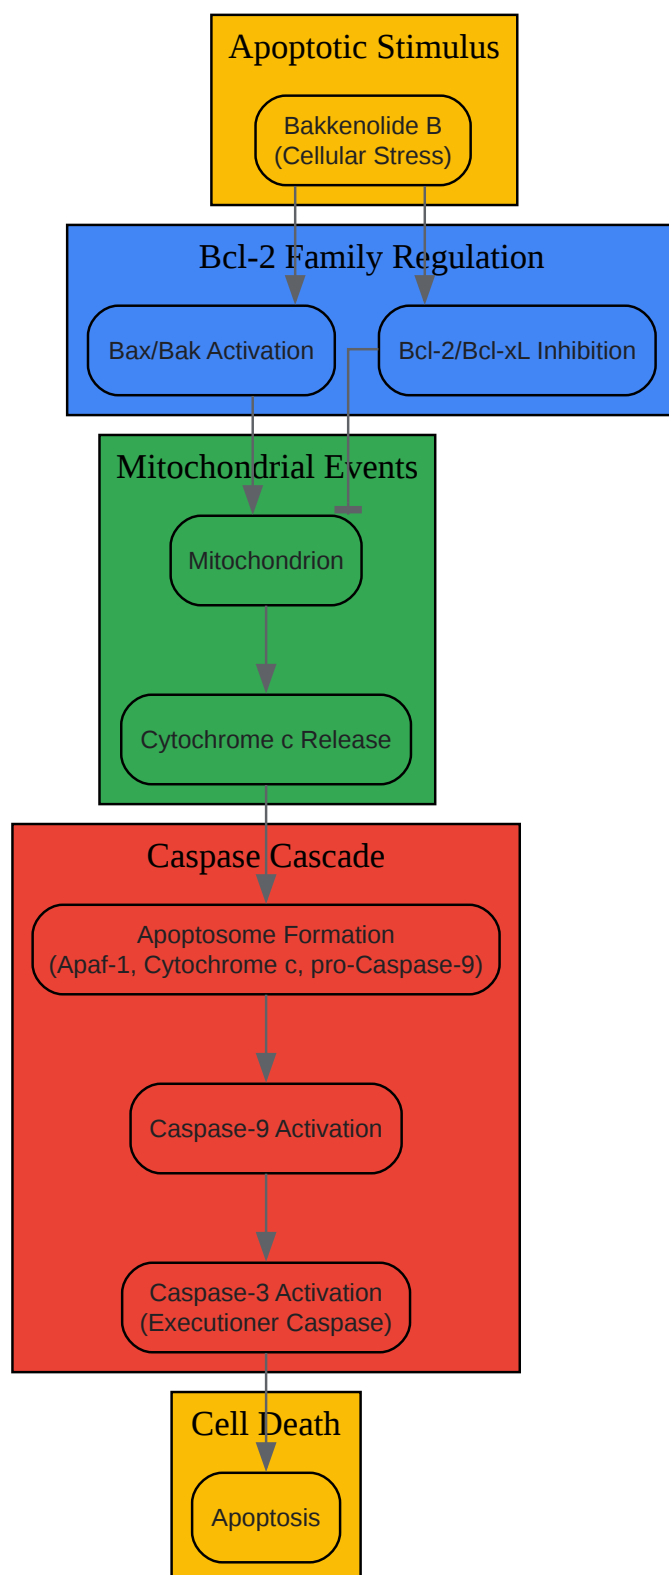 Apoptotic Stimulus
Bakkenolide B
(Cellular Stress)
Bcl-2 Family Regulation
Bax/Bak Activation
Bcl-2/Bcl-xL Inhibition
Mitochondrial Events
Mitochondrion
Cytochrome c Release
Caspase Cascade
Apoptosome Formation
(Apaf-1, Cytochrome c, pro-Caspase-9)
Caspase-9 Activation
Caspase-3 Activation
(Executioner Caspase)
Cell Death
Apoptosis